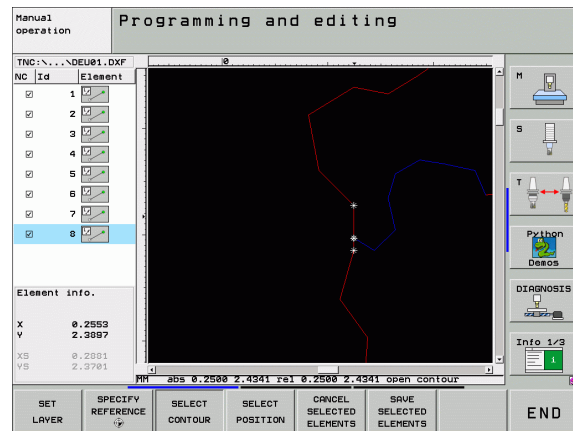 Manual operation
Programming and editing
TNC:\...\DEU01.DXF
NC Id Element
1
2
3
4
5
6
7
8
Element info.
X 0.2553
Y 2.3897
XS 0.2881
YS 2.3701
0
MM abs 0.2500 2.4341 rel 0.2500 2.4341 open contour
M
S
T
Python Demos
DIAGNOSIS
Info 1/3
1
SET LAYER
SPECIFY REFERENCE
SELECT CONTOUR
SELECT POSITION
CANCEL SELECTED ELEMENTS
SAVE SELECTED ELEMENTS
END